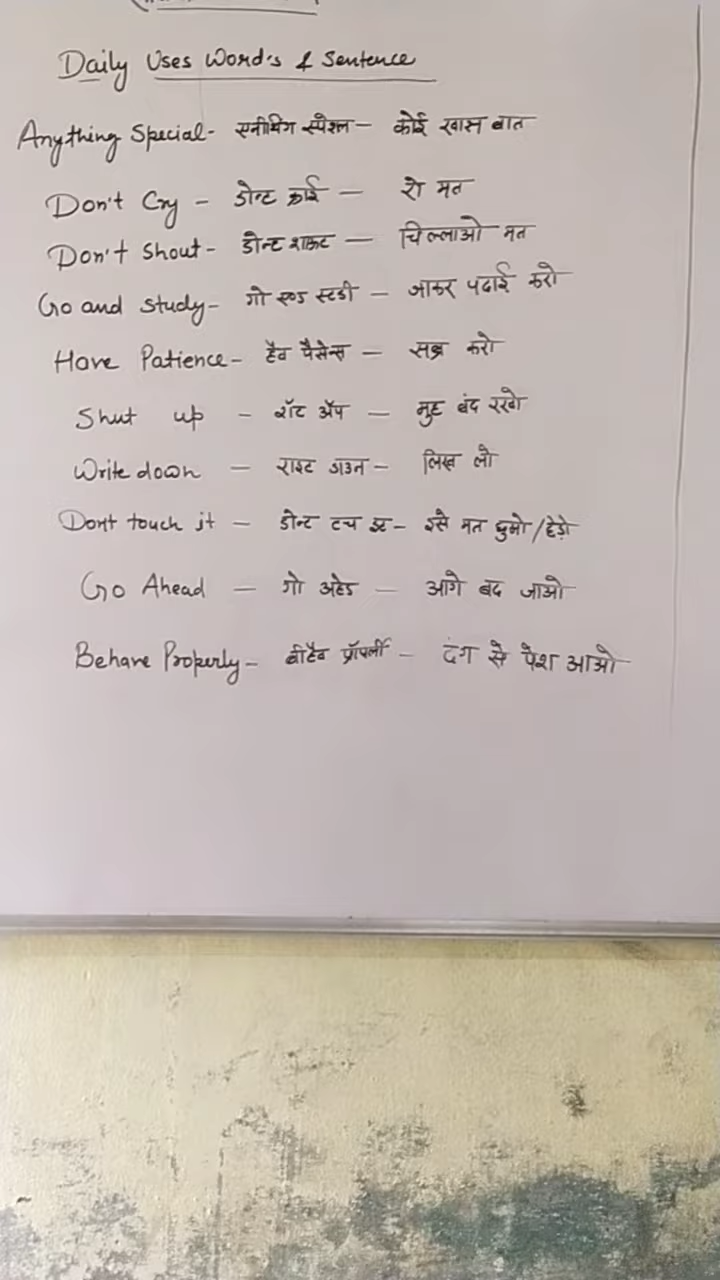 Daily Uses Word's & Sentence
Anything Special - एनीथिंग स्पेशल - कोई खास बात
Don't Cry - डोन्ट क्राई - रो मत
Don't Shout - डोन्ट शाऊट - चिल्लाओ मत
Go and study - गो एण्ड स्टडी - जाकर पढाई करो
Have Patience - हैव पैसेन्स - सब्र करो
Shut up - शॅट अॅप - मुह बंद रखो
Write down - राइट डाउन - लिख लो
Dont touch it - डोन्ट टच इट - इसे मत छुओ/छेड़ो
Go Ahead - गो अहेड - आगे बढ जाओ
Behave Properly - बीहैव प्रॉपर्ली - ढंग से पेश आओ